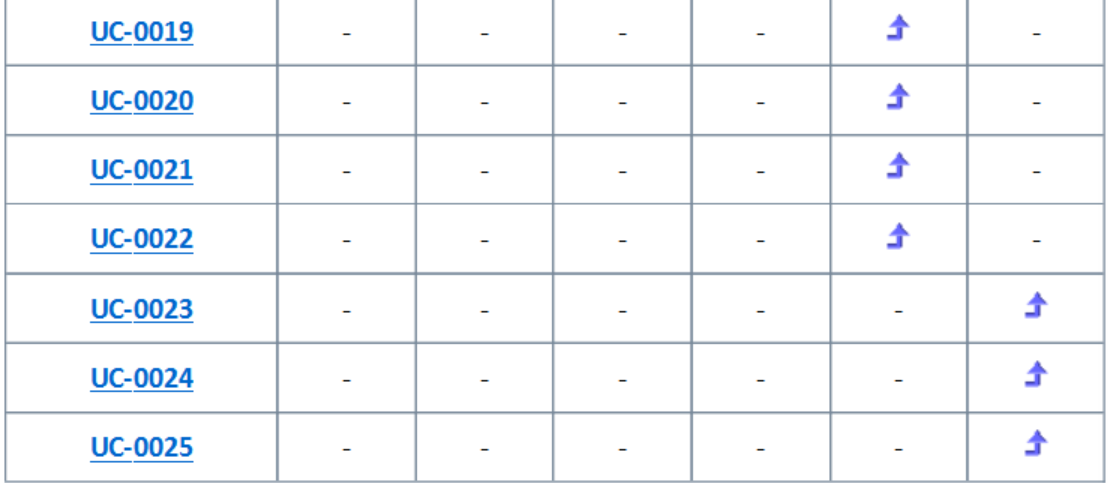 UC-0019 - - - - -
UC-0020 - - - - -
UC-0021 - - - - -
UC-0022 - - - - -
UC-0023 - - - - -
UC-0024 - - - - -
UC-0025 - - - - -